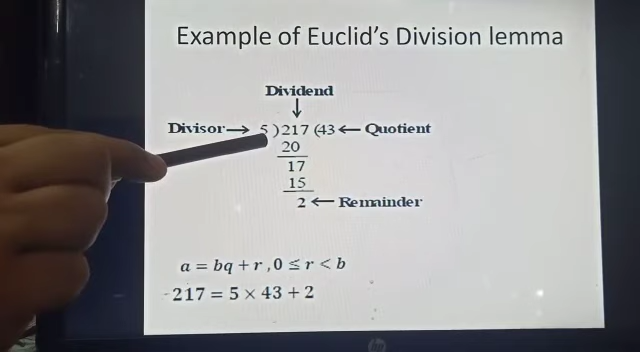 Example of Euclid's Division lemma
Dividend
↓
Divisor→ 5)217(43← Quotient
20
17
15
2 ← Remainder
a = bq + r , 0 ≤ r < b
217 = 5 × 43 + 2
hp